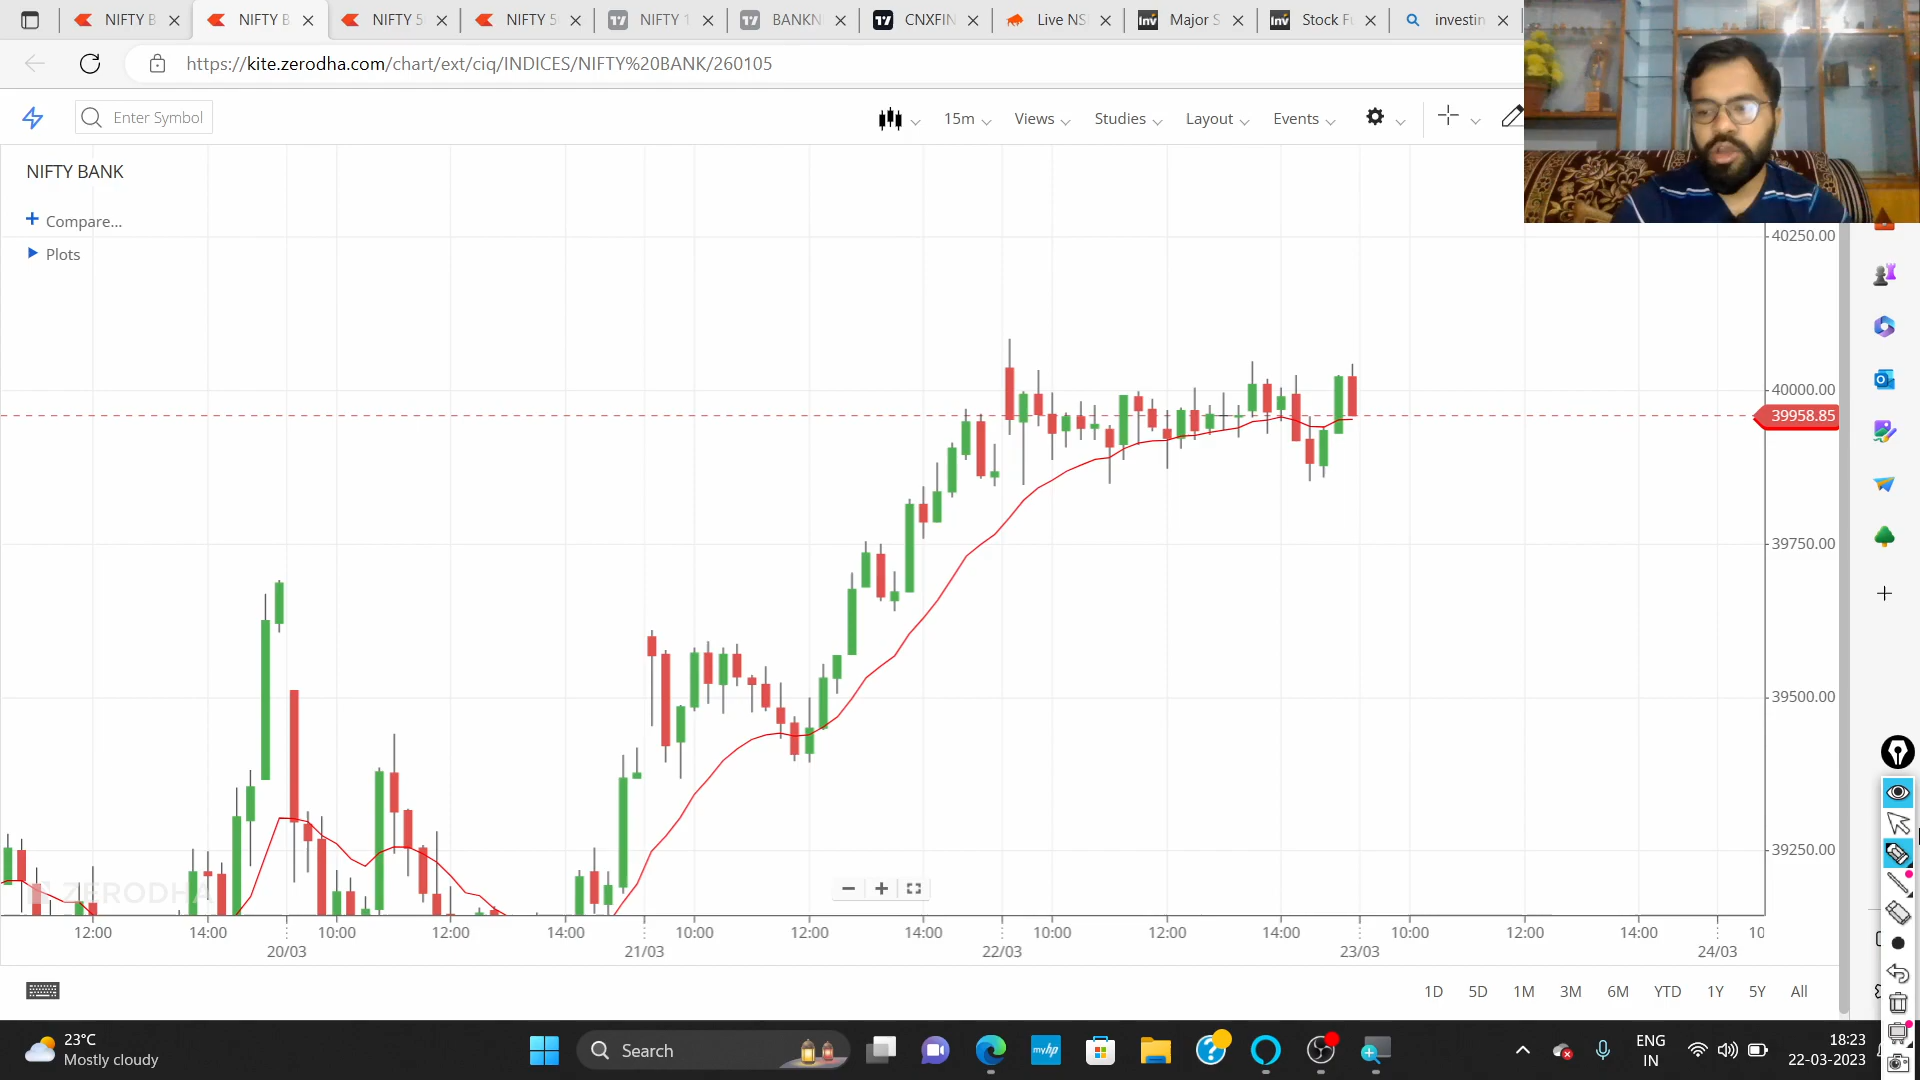 NIFTY B
NIFTY B
NIFTY 5
NIFTY 5
NIFTY 1
BANKN
CNXFIN
Live NS
Major S
Stock Fu
investin
https://kite.zerodha.com/chart/ext/ciq/INDICES/NIFTY%20BANK/260105
Enter Symbol
15m
Views
Studies
Layout
Events
NIFTY BANK
Compare...
Plots
40250.00
40000.00
39958.85
39750.00
39500.00
39250.00
ZERODHA
12:00
14:00
10:00
12:00
14:00
10:00
12:00
14:00
10:00
12:00
14:00
10:00
12:00
14:00
10
20/03
21/03
22/03
23/03
24/03
1D
5D
1M
3M
6M
YTD
1Y
5Y
All
23°C
Mostly cloudy
Search
myhp
ENG
IN
18:23
22-03-2023